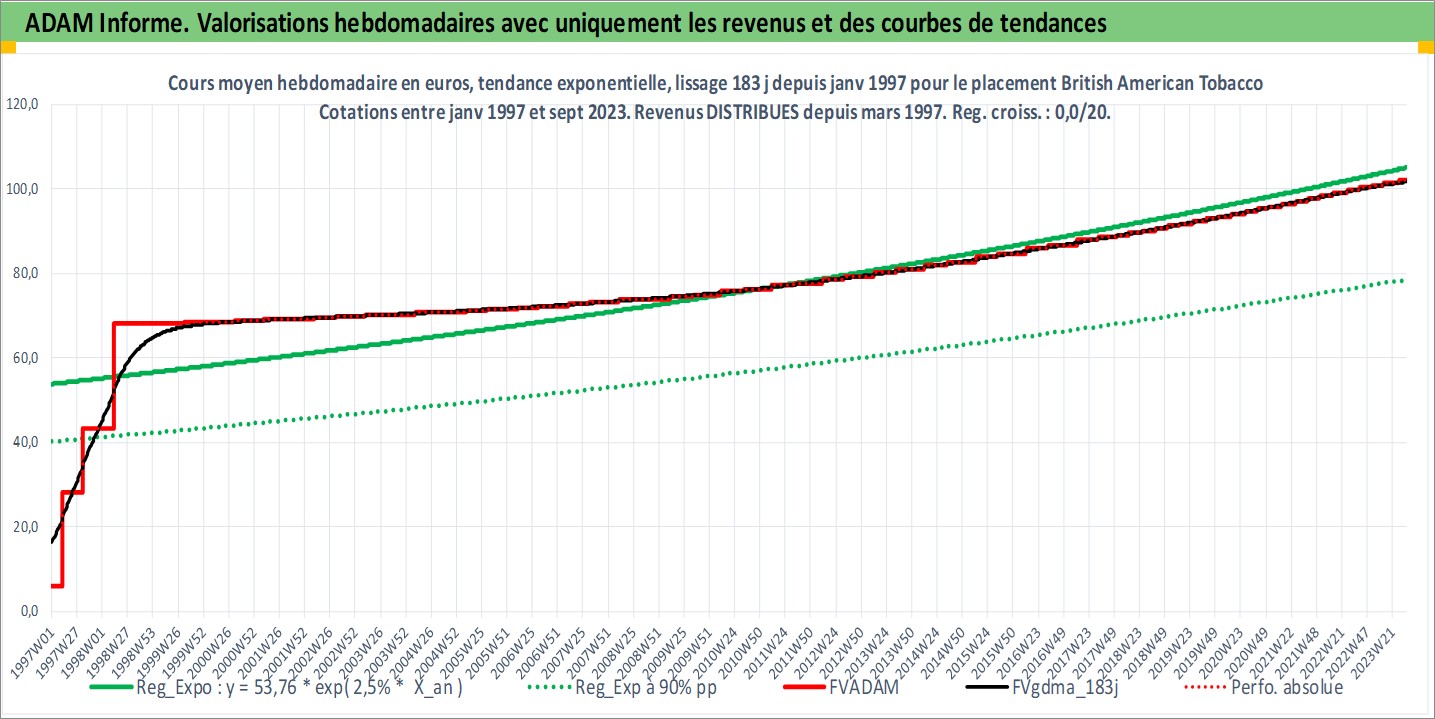 ADAM Informe. Valorisations hebdomadaires avec uniquement les revenus et des courbes de tendances
Cours moyen hebdomadaire en euros, tendance exponentielle, lissage 183 j depuis janv 1997 pour le placement British American Tobacco
Cotations entre janv 1997 et sept 2023. Revenus DISTRIBUES depuis mars 1997. Reg. croiss. : 0,0/20.
120,0
100,0
80,0
60,0
40,0
20,0
0,0
1997W01
1997W27
1998W01
1998W27
1998W53
1999W26
1999W52
2000W26
2000W52
2001W26
2001W52
2002W26
2002W52
2003W26
2003W52
2004W26
2004W52
2005W25
2005W51
2006W25
2006W51
2007W25
2007W51
2008W25
2008W51
2009W25
2009W51
2010W24
2010W50
2011W24
2011W50
2012W24
2012W50
2013W24
2013W50
2014W24
2014W50
2015W24
2015W50
2016W23
2016W49
2017W23
2017W49
2018W23
2018W49
2019W23
2019W49
2020W23
2020W49
2021W22
2021W48
2022W21
2022W47
2023W21
Reg_Expo : y = 53,76 * exp( 2,5% * X_an )
Reg_Exp à 90% pp
FVADAM
FVgdma_183j
Perfo. absolue